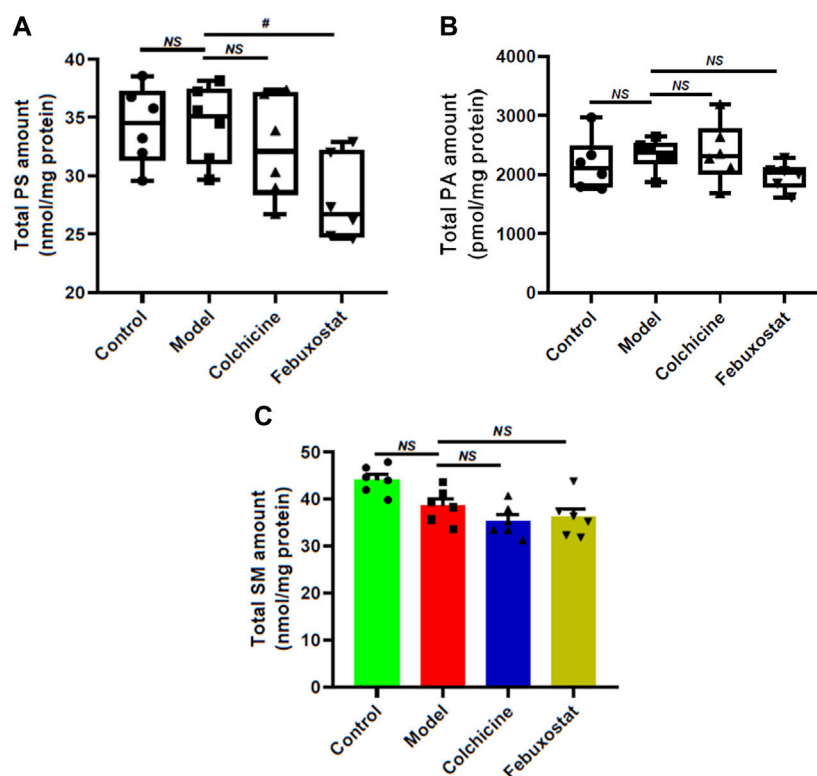 A
#
NS
NS
40
35
30
25
20
Total PS amount
(nmol/mg protein)
Control
Model
Colchicine
Febuxostat
B
NS
NS
NS
4000
3000
2000
1000
0
Total PA amount
(pmol/mg protein)
Control
Model
Colchicine
Febuxostat
C
NS
NS
NS
50
40
30
20
10
0
Total SM amount
(nmol/mg protein)
Control
Model
Colchicine
Febuxostat